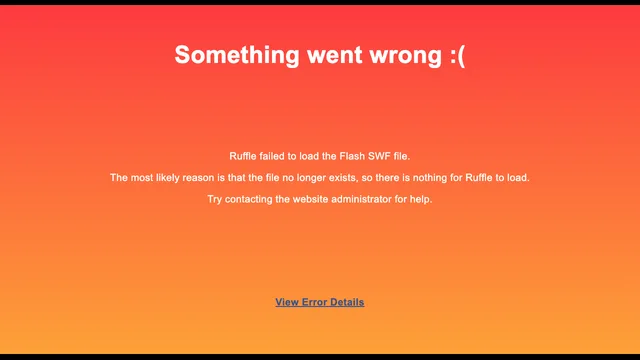 Something went wrong :(
Ruffle failed to load the Flash SWF file.
The most likely reason is that the file no longer exists, so there is nothing for Ruffle to load.
Try contacting the website administrator for help.
View Error Details